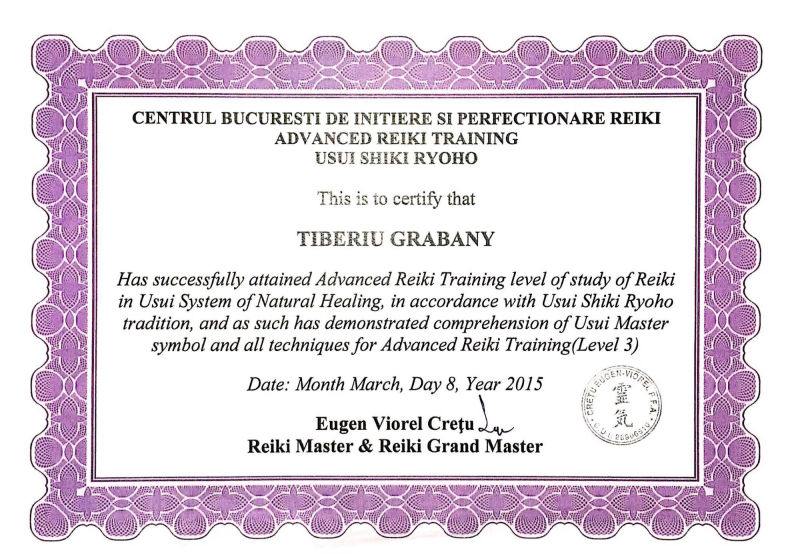 CENTRUL BUCURESTI DE INITIERE SI PERFECTIONARE REIKI
ADVANCED REIKI TRAINING
USUI SHIKI RYOHO
This is to certify that
TIBERIU GRABANY
Has successfully attained Advanced Reiki Training level of study of Reiki
in Usui System of Natural Healing, in accordance with Usui Shiki Ryoho
tradition, and as such has demonstrated comprehension of Usui Master
symbol and all techniques for Advanced Reiki Training(Level 3)
Date: Month March, Day 8, Year 2015
Eugen Viorel Crețu
Reiki Master & Reiki Grand Master
CREȚU EUGEN-VIOREL P.F.A.
靈
気